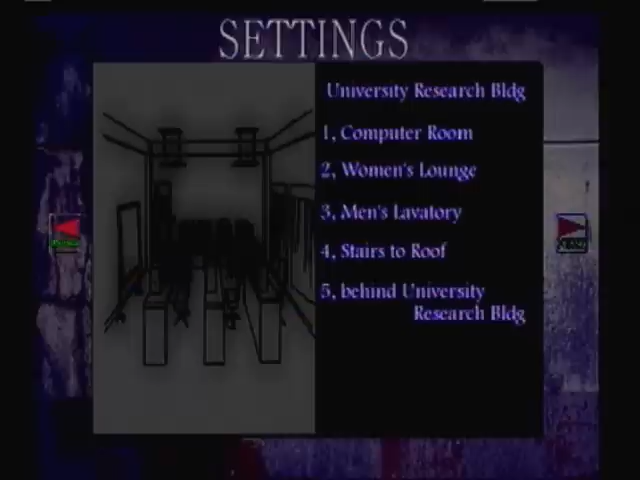 SETTINGS
University Research Bldg
1, Computer Room
2, Women's Lounge
3, Men's Lavatory
4, Stairs to Roof
5, behind University
Research Bldg